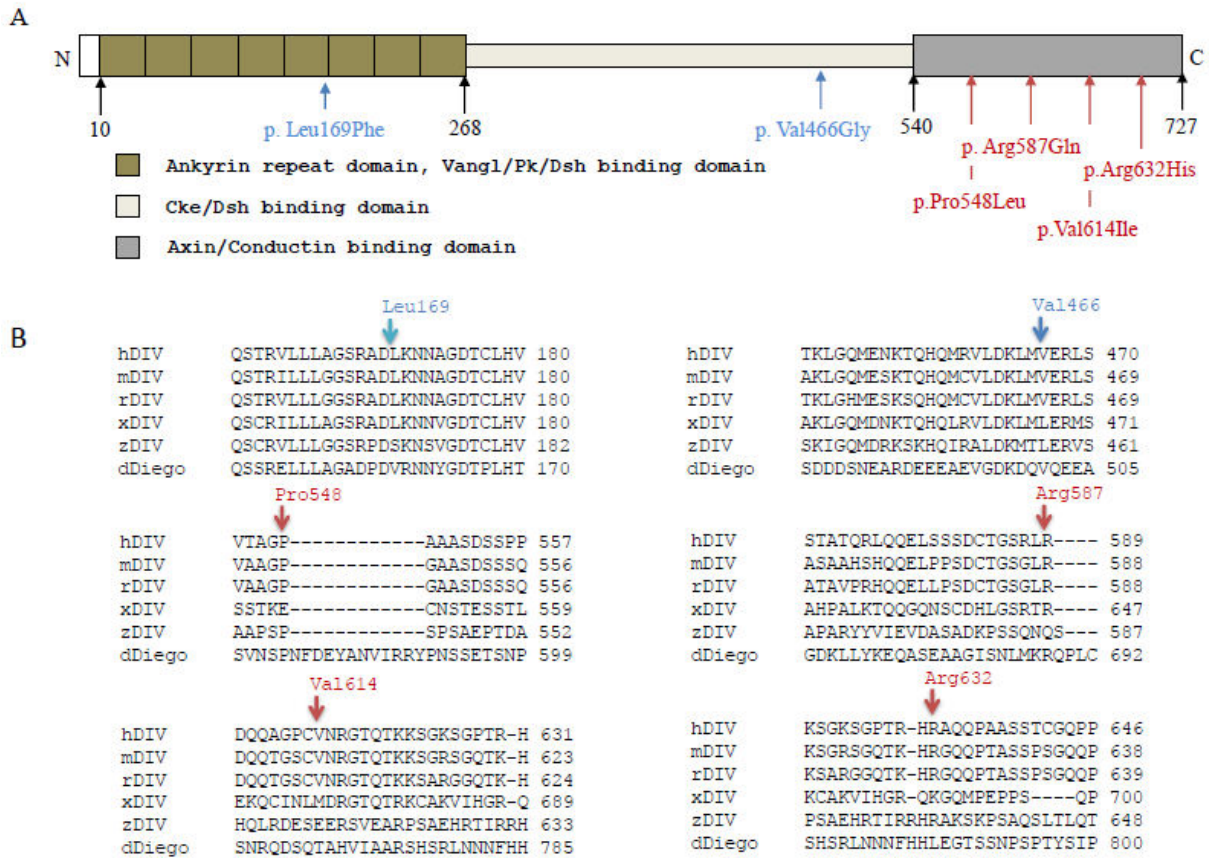 A
N
C
10
p. Leu169Phe
268
p. Val466Gly
540
727
p. Arg587Gln
p.Arg632His
p.Pro548Leu
p.Val614Ile
Ankyrin repeat domain, Vangl/Pk/Dsh binding domain
Cke/Dsh binding domain
Axin/Conductin binding domain
B
Leu169
hDIV QSTRVLLLAGSRADLKNNAGDTCLHV 180
mDIV QSTRILLLGGSRADLKNNAGDTCLHV 180
rDIV QSTRVLLLGGSRADLKNNAGDTCLHV 180
xDIV QSCRILLLAGSRADLKNNVGDTCLHV 180
zDIV QSCRVLLLGGSRPDSKNSVGDTCLHV 182
dDiego QSSRELLLAGADPDVRNNYGDTPLHT 170
Val466
hDIV TKLGQMENKTQHQMRVLDKLMVERLS 470
mDIV AKLGQMESKTQHQMCVLDKLMVERLS 469
rDIV TKLGHMESKSQHQMCVLDKLMVERLS 469
xDIV AKLGQMDNKTQHQLRVLDKLMLERMS 471
zDIV SKIGQMDRKSKHQIRALDKMTLERVS 461
dDiego SDDDSNEARDEEEAEVGDKDQVQEEA 505
Pro548
hDIV VTAGP------------AAASDSSPP 557
mDIV VAAGP------------GAASDSSSQ 556
rDIV VAAGP------------GAASDSSSQ 556
xDIV SSTKE------------CNSTESSTL 559
zDIV AAPSP------------SPSAEPTDA 552
dDiego SVNSPNFDEYANVIRRYPNSSETSNP 599
Arg587
hDIV STATQRLQQELSSSDCTGSRLR---- 589
mDIV ASAAHSHQQELPPSDCTGSGLR---- 588
rDIV ATAVPRHQQELLPSDCTGSGLR---- 588
xDIV AHPALKTQQGQNSCDHLGSRTR---- 647
zDIV APARYYVIEVDASADKPSSQNQS--- 587
dDiego GDKLLYKEQASEAAGISNLMKRQPLC 692
Val614
hDIV DQQAGPCVNRGTQTKKSGKSGPTR-H 631
mDIV DQQTGSCVNRGTQTKKSGRSGQTK-H 623
rDIV DQQTGSCVNRGTQTKKSARGGQTK-H 624
xDIV EKQCINLMDRGTQTRKCAKVIHGR-Q 689
zDIV HQLRDESEERSVEARPSAEHRTIRRH 633
dDiego SNRQDSQTAHVIAARSHSRLNNNFHH 785
Arg632
hDIV KSGKSGPTR-HRAQQPAASSTCGQPP 646
mDIV KSGRSGQTK-HRGQQPTASSPSGQQP 638
rDIV KSARGGQTK-HRGQQPTASSPSGQQP 639
xDIV KCAKVIHGR-QKGQMPEPPS----QP 700
zDIV PSAEHRTIRRHRAKSKPSAQSLTLQT 648
dDiego SHSRLNNNFHHLEGTSSNPSPTYSIP 800